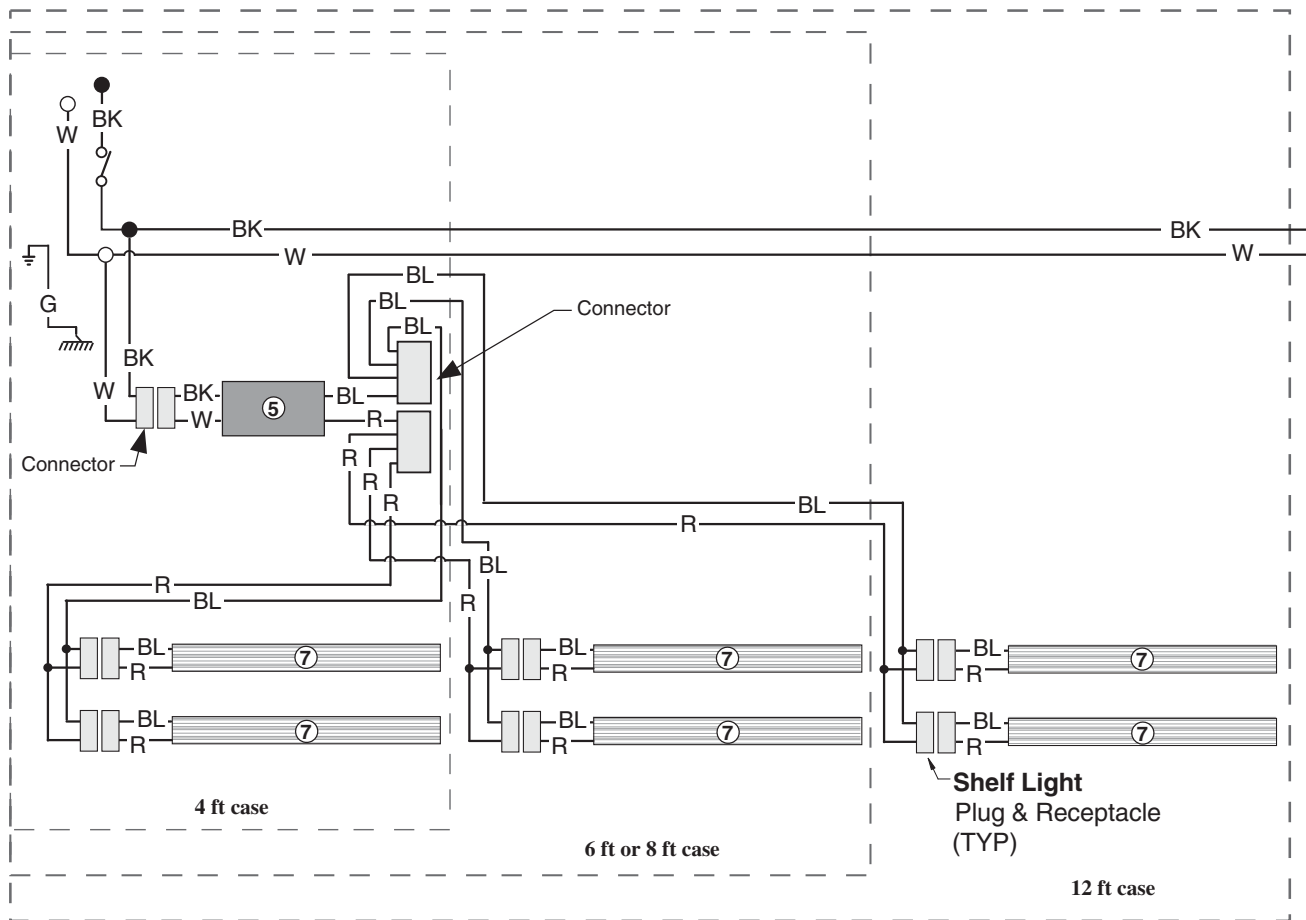 BK
W
BK
BK
W
W
BL
G
BL
Connector
BL
BK
W
BK
BL
5
W
R
Connector
R
R
R
BL
R
BL
R
BL
R
BL
7
R
BL
7
R
BL
7
R
BL
7
R
BL
7
R
BL
7
R
Shelf Light
Plug & Receptacle
(TYP)
4 ft case
6 ft or 8 ft case
12 ft case